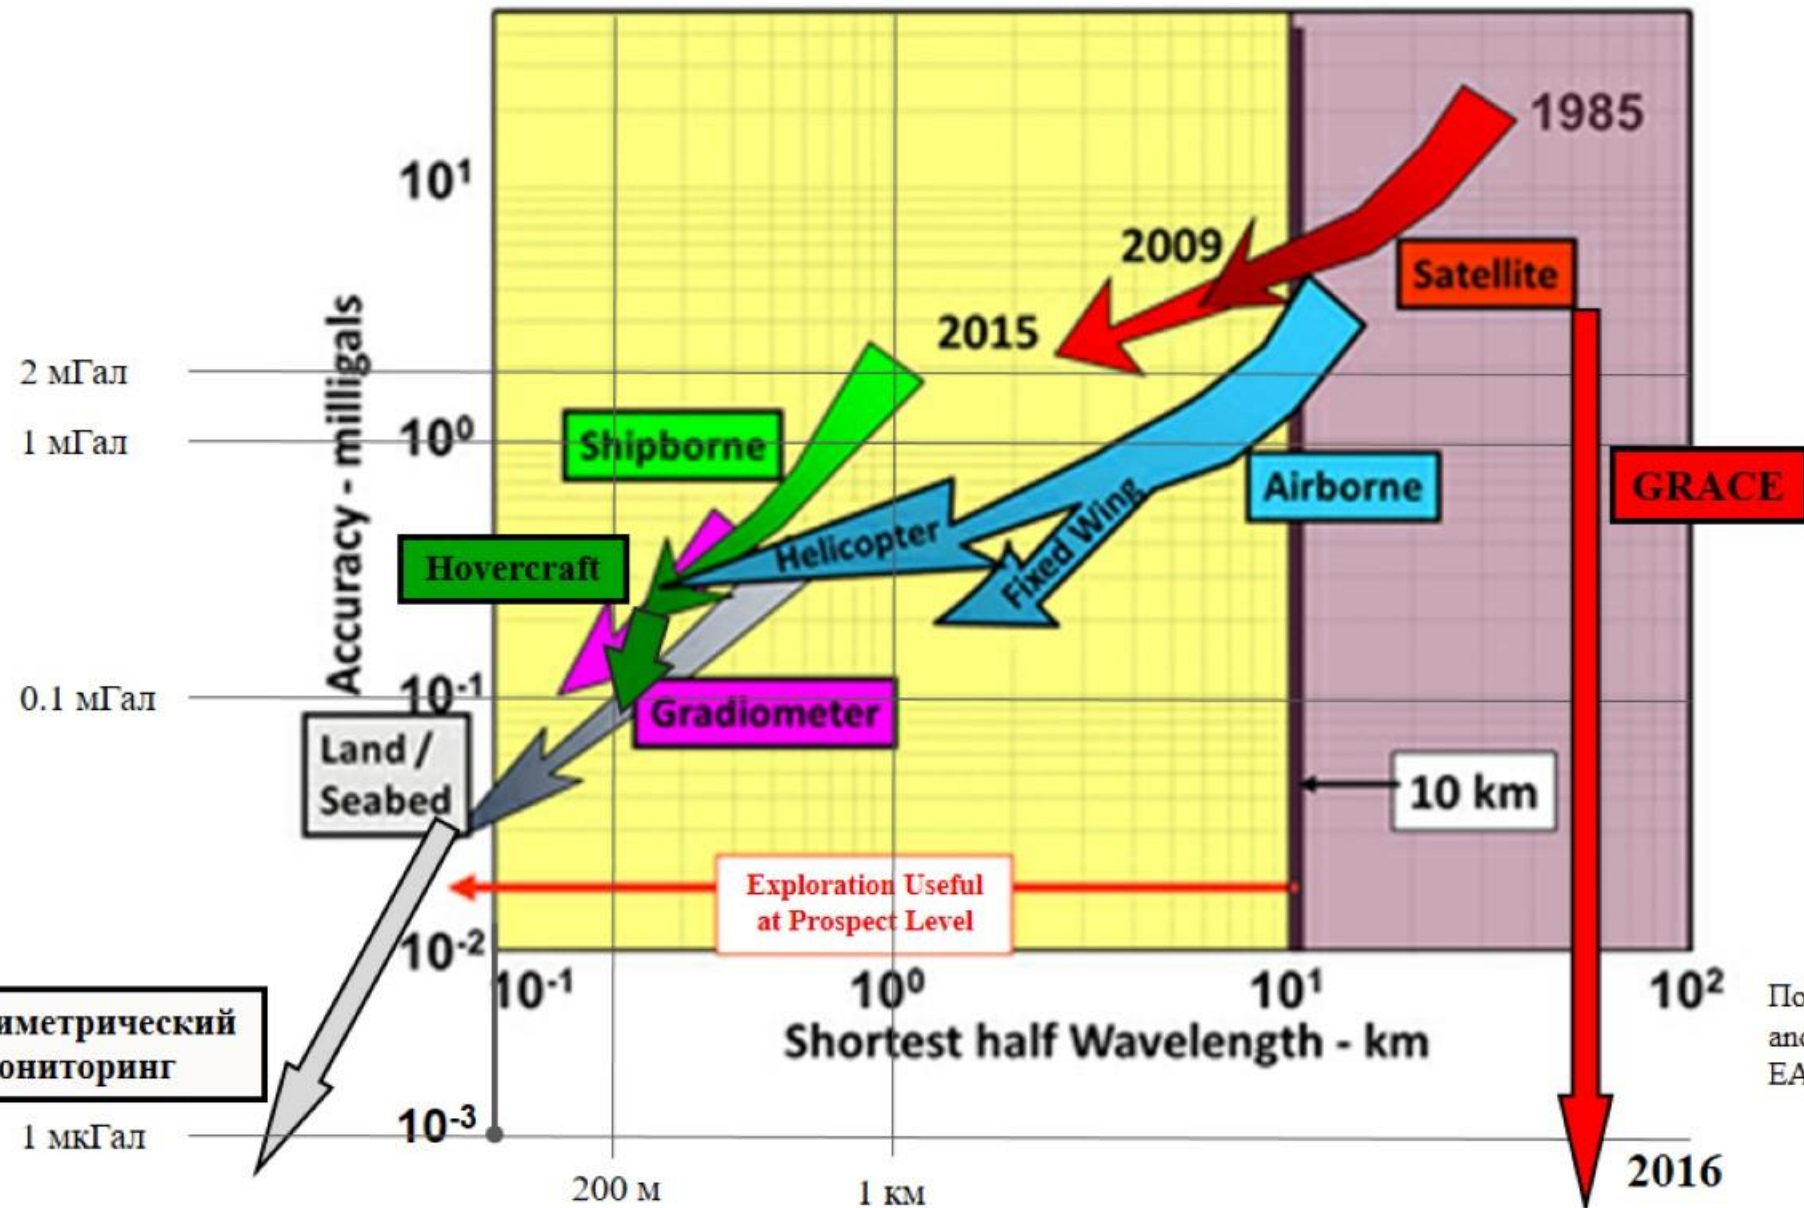 1985
10¹
2009
Satellite
2015
2 мГал
Accuracy - milligals
1 мГал
10⁰
Shipborne
Airborne
GRACE
Helicopter
Hovercraft
Fixed Wing
0.1 мГал
10⁻¹
Gradiometer
Land /
Seabed
10 km
Exploration Useful
at Prospect Level
10⁻²
10⁻¹
10⁰
10¹
10²
Shortest half Wavelength - km
10⁻³
1 мкГал
200 м
1 км
2016